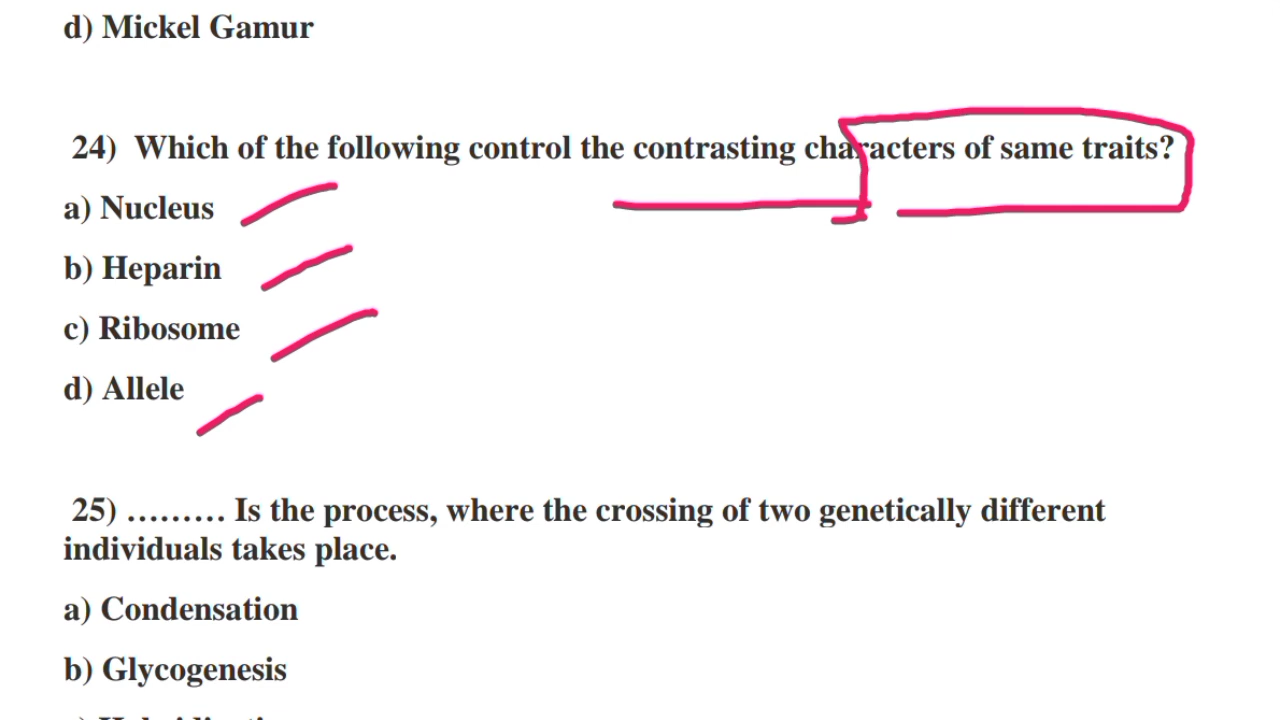 d) Mickel Gamur
24) Which of the following control the contrasting characters of same traits?
a) Nucleus
b) Heparin
c) Ribosome
d) Allele
25) ......... Is the process, where the crossing of two genetically different
individuals takes place.
a) Condensation
b) Glycogenesis